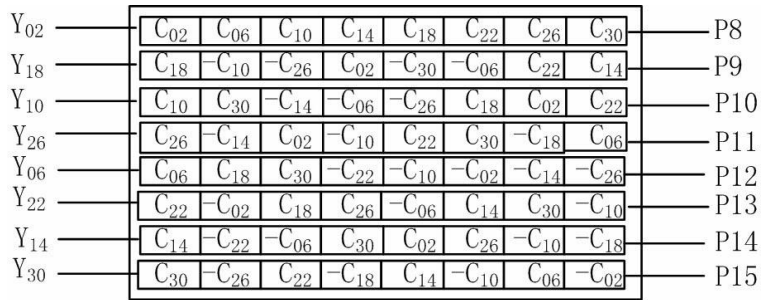 Y₀₂ C₀₂ C₀₆ C₁₀ C₁₄ C₁₈ C₂₂ C₂₆ C₃₀ P8
Y₁₈ C₁₈ -C₁₀ -C₂₆ C₀₂ -C₃₀ -C₀₆ C₂₂ C₁₄ P9
Y₁₀ C₁₀ C₃₀ -C₁₄ -C₀₆ -C₂₆ C₁₈ C₀₂ C₂₂ P10
Y₂₆ C₂₆ -C₁₄ C₀₂ -C₁₀ C₂₂ C₃₀ -C₁₈ C₀₆ P11
Y₀₆ C₀₆ C₁₈ C₃₀ -C₂₂ -C₁₀ -C₀₂ -C₁₄ -C₂₆ P12
Y₂₂ C₂₂ -C₀₂ C₁₈ C₂₆ -C₀₆ C₁₄ C₃₀ -C₁₀ P13
Y₁₄ C₁₄ -C₂₂ -C₀₆ C₃₀ C₀₂ C₂₆ -C₁₀ -C₁₈ P14
Y₃₀ C₃₀ -C₂₆ C₂₂ -C₁₈ C₁₄ -C₁₀ C₀₆ -C₀₂ P15